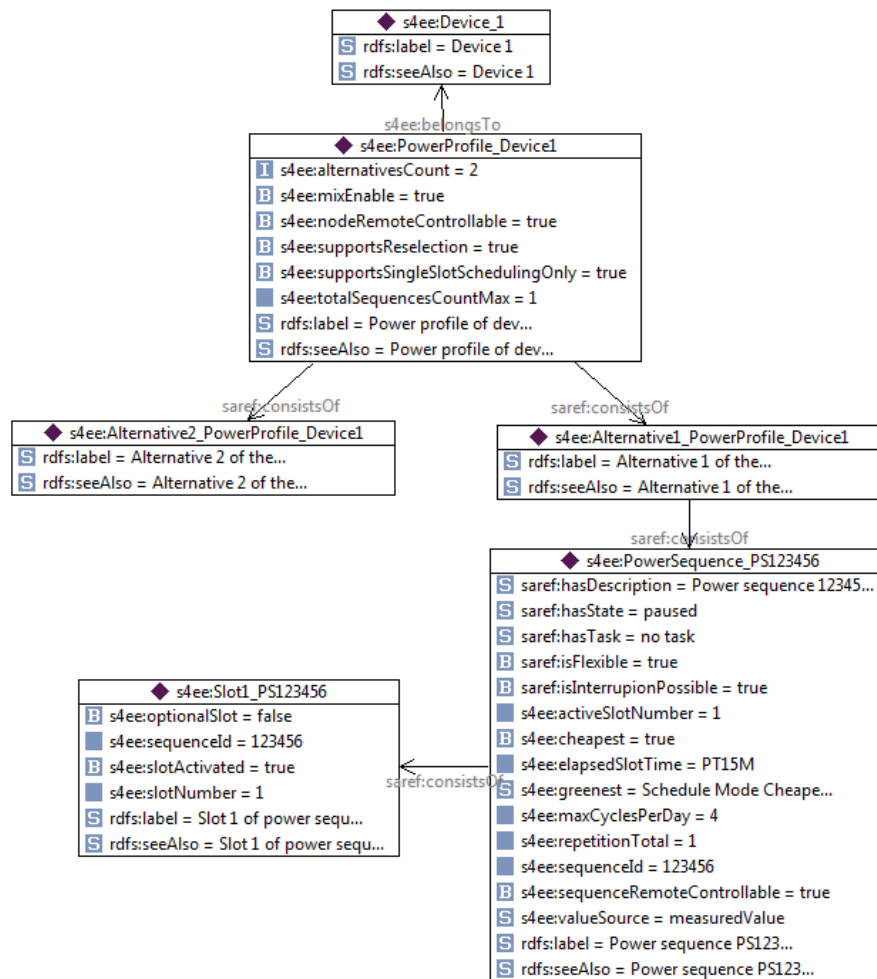 s4ee:Device_1
S rdfs:label = Device 1
S rdfs:seeAlso = Device 1
s4ee:belongsTo
s4ee:PowerProfile_Device1
I s4ee:alternativesCount = 2
B s4ee:mixEnable = true
B s4ee:nodeRemoteControllable = true
B s4ee:supportsReselection = true
B s4ee:supportsSingleSlotSchedulingOnly = true
s4ee:totalSequencesCountMax = 1
S rdfs:label = Power profile of dev...
S rdfs:seeAlso = Power profile of dev...
saref:consistsOf
saref:consistsOf
s4ee:Alternative2_PowerProfile_Device1
S rdfs:label = Alternative 2 of the...
S rdfs:seeAlso = Alternative 2 of the...
s4ee:Alternative1_PowerProfile_Device1
S rdfs:label = Alternative 1 of the...
S rdfs:seeAlso = Alternative 1 of the...
saref:consistsOf
s4ee:PowerSequence_PS123456
S saref:hasDescription = Power sequence 12345...
S saref:hasState = paused
S saref:hasTask = no task
B saref:isFlexible = true
B saref:isInterrupionPossible = true
s4ee:activeSlotNumber = 1
B s4ee:cheapest = true
s4ee:elapsedSlotTime = PT15M
S s4ee:greenest = Schedule Mode Cheape...
s4ee:maxCyclesPerDay = 4
s4ee:repetitionTotal = 1
s4ee:sequenceId = 123456
B s4ee:sequenceRemoteControllable = true
S s4ee:valueSource = measuredValue
S rdfs:label = Power sequence PS123...
S rdfs:seeAlso = Power sequence PS123...
saref:consistsOf
s4ee:Slot1_PS123456
B s4ee:optionalSlot = false
s4ee:sequenceId = 123456
B s4ee:slotActivated = true
s4ee:slotNumber = 1
S rdfs:label = Slot 1 of power sequ...
S rdfs:seeAlso = Slot 1 of power sequ...